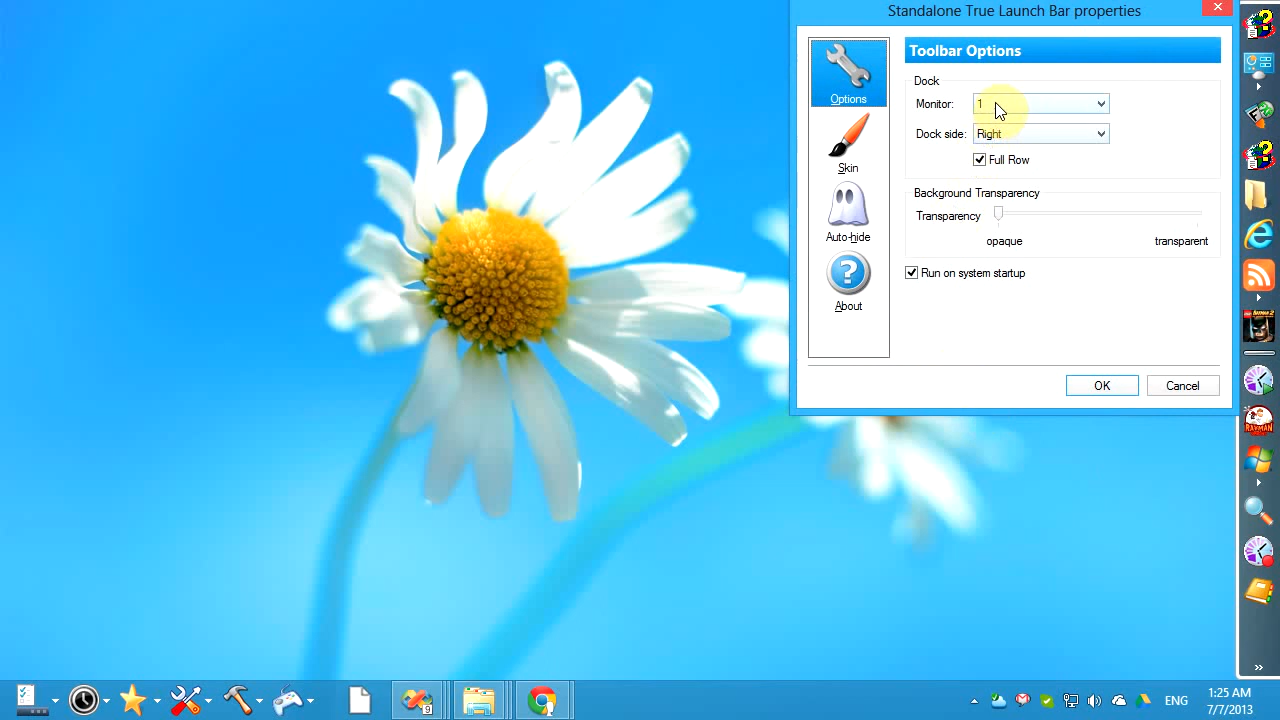 Standalone True Launch Bar properties
Options
Skin
Auto-hide
About
Toolbar Options
Dock
Monitor: 1
Dock side: Right
Full Row
Background Transparency
Transparency
opaque transparent
Run on system startup
OK Cancel
RAYMAN
9
ENG
1:25 AM
7/7/2013